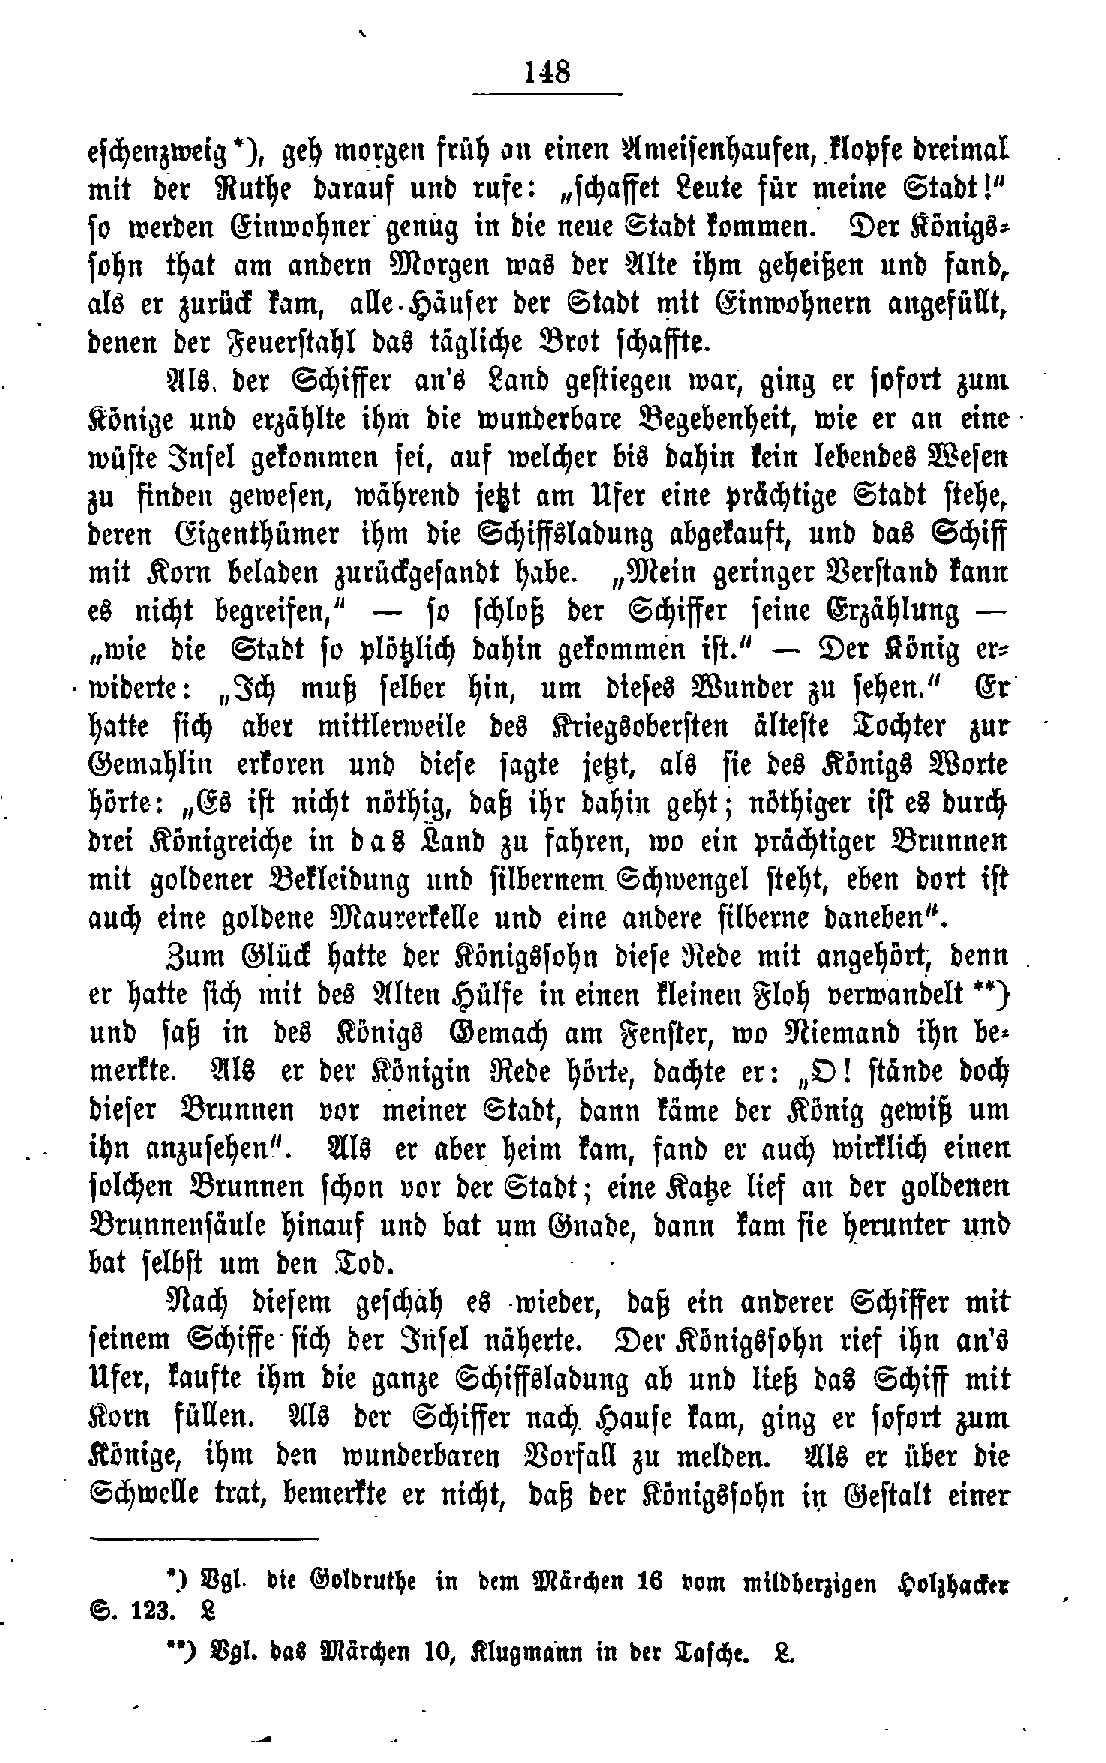 148
eschenzweig*), geh morgen früh an einen Ameisenhaufen, klopfe dreimal
mit der Ruthe darauf und rufe: „schaffet Leute für meine Stadt!"
so werden Einwohner genug in die neue Stadt kommen. Der Königs-
sohn that am andern Morgen was der Alte ihm geheißen und fand,
als er zurück kam, alle Häuser der Stadt mit Einwohnern angefüllt,
denen der Feuerstahl das tägliche Brot schaffte.
Als der Schiffer an's Land gestiegen war, ging er sofort zum
Könige und erzählte ihm die wunderbare Begebenheit, wie er an eine
wüste Insel gekommen sei, auf welcher bis dahin kein lebendes Wesen
zu finden gewesen, während jetzt am Ufer eine prächtige Stadt stehe,
deren Eigenthümer ihm die Schiffsladung abgekauft, und das Schiff
mit Korn beladen zurückgesandt habe. „Mein geringer Verstand kann
es nicht begreifen," — so schloß der Schiffer seine Erzählung —
„wie die Stadt so plötzlich dahin gekommen ist." — Der König er-
widerte: „Ich muß selber hin, um dieses Wunder zu sehen." Er
hatte sich aber mittlerweile des Kriegsobersten älteste Tochter zur
Gemahlin erkoren und diese sagte jetzt, als sie des Königs Worte
hörte: „Es ist nicht nöthig, daß ihr dahin geht; nöthiger ist es durch
drei Königreiche in das Land zu fahren, wo ein prächtiger Brunnen
mit goldener Bekleidung und silbernem Schwengel steht, eben dort ist
auch eine goldene Maurerkelle und eine andere silberne daneben".
Zum Glück hatte der Königssohn diese Rede mit angehört, denn
er hatte sich mit des Alten Hülfe in einen kleinen Floh verwandelt**)
und saß in des Königs Gemach am Fenster, wo Niemand ihn be-
merkte. Als er der Königin Rede hörte, dachte er: „O! stände doch
dieser Brunnen vor meiner Stadt, dann käme der König gewiß um
ihn anzusehen". Als er aber heim kam, fand er auch wirklich einen
solchen Brunnen schon vor der Stadt; eine Katze lief an der goldenen
Brunnensäule hinauf und bat um Gnade, dann kam sie herunter und
bat selbst um den Tod.
Nach diesem geschah es wieder, daß ein anderer Schiffer mit
seinem Schiffe sich der Insel näherte. Der Königssohn rief ihn an's
Ufer, kaufte ihm die ganze Schiffsladung ab und ließ das Schiff mit
Korn füllen. Als der Schiffer nach Hause kam, ging er sofort zum
Könige, ihm den wunderbaren Vorfall zu melden. Als er über die
Schwelle trat, bemerkte er nicht, daß der Königssohn in Gestalt einer
*) Vgl. die Goldruthe in dem Märchen 16 vom mildherzigen Holzhacker
S. 123. L
**) Vgl. das Märchen 10, Klugmann in der Tasche. L.